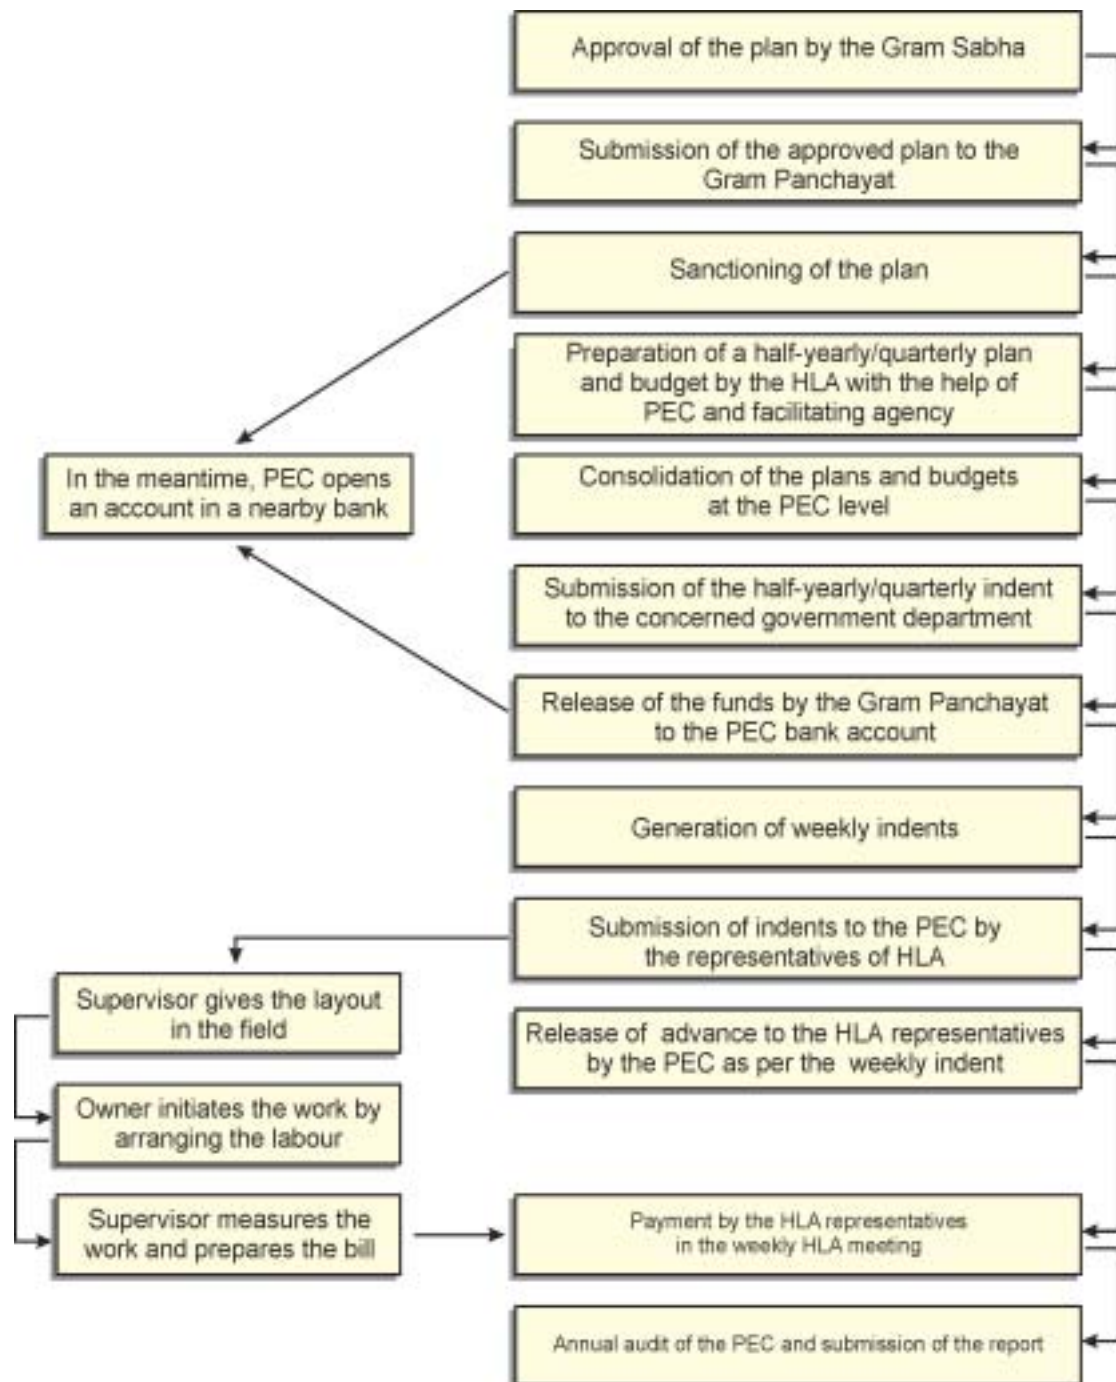 Approval of the plan by the Gram Sabha
Submission of the approved plan to the
Gram Panchayat
Sanctioning of the plan
Preparation of a half-yearly/quarterly plan
and budget by the HLA with the help of
PEC and facilitating agency
In the meantime, PEC opens
an account in a nearby bank
Consolidation of the plans and budgets
at the PEC level
Submission of the half-yearly/quarterly indent
to the concerned government department
Release of the funds by the Gram Panchayat
to the PEC bank account
Generation of weekly indents
Submission of indents to the PEC by
the representatives of HLA
Supervisor gives the layout
in the field
Release of advance to the HLA representatives
by the PEC as per the weekly indent
Owner initiates the work by
arranging the labour
Supervisor measures the
work and prepares the bill
Payment by the HLA representatives
in the weekly HLA meeting
Annual audit of the PEC and submission of the report